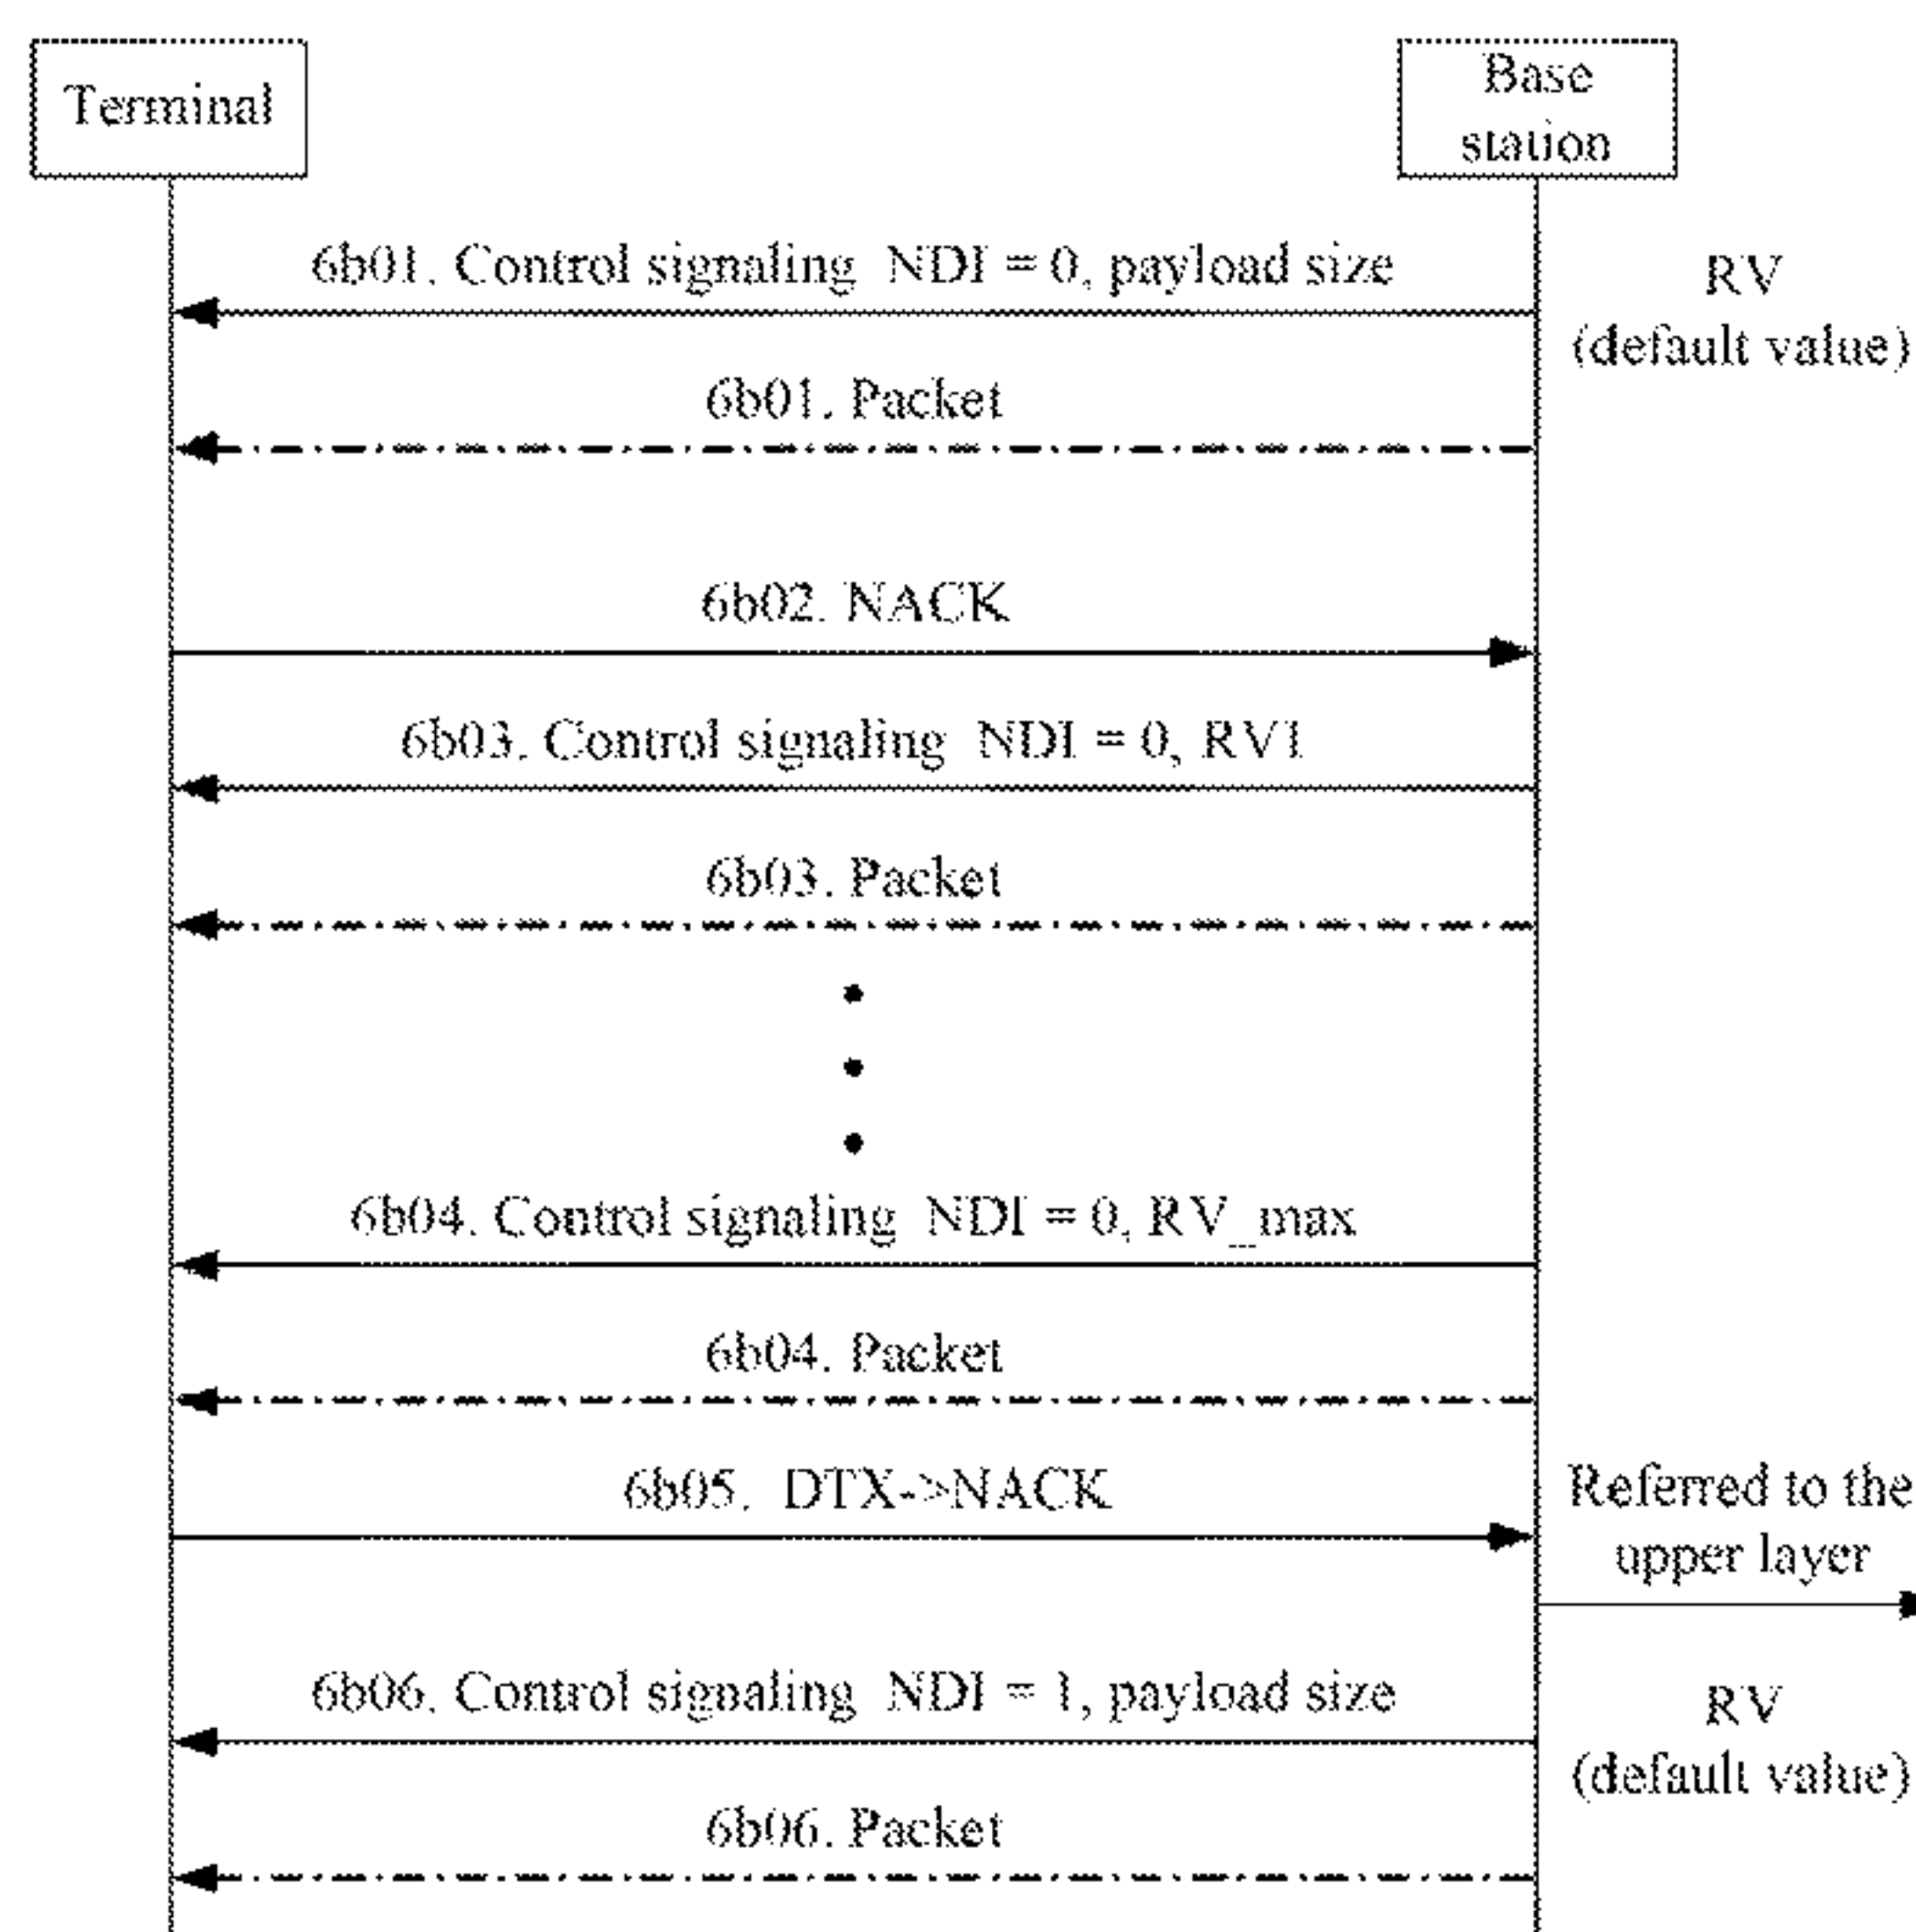 Terminal
Base
station
6b01. Control signaling NDI = 0, payload size
RV
(default value)
6b01. Packet
6b02. NACK
6b03. Control signaling NDI = 0, RV1
6b03. Packet
6b04. Control signaling NDI = 0, RV_max
6b04. Packet
6b05. DTX->NACK
Referred to the
upper layer
6b06. Control signaling NDI = 1, payload size
RV
(default value)
6b06. Packet